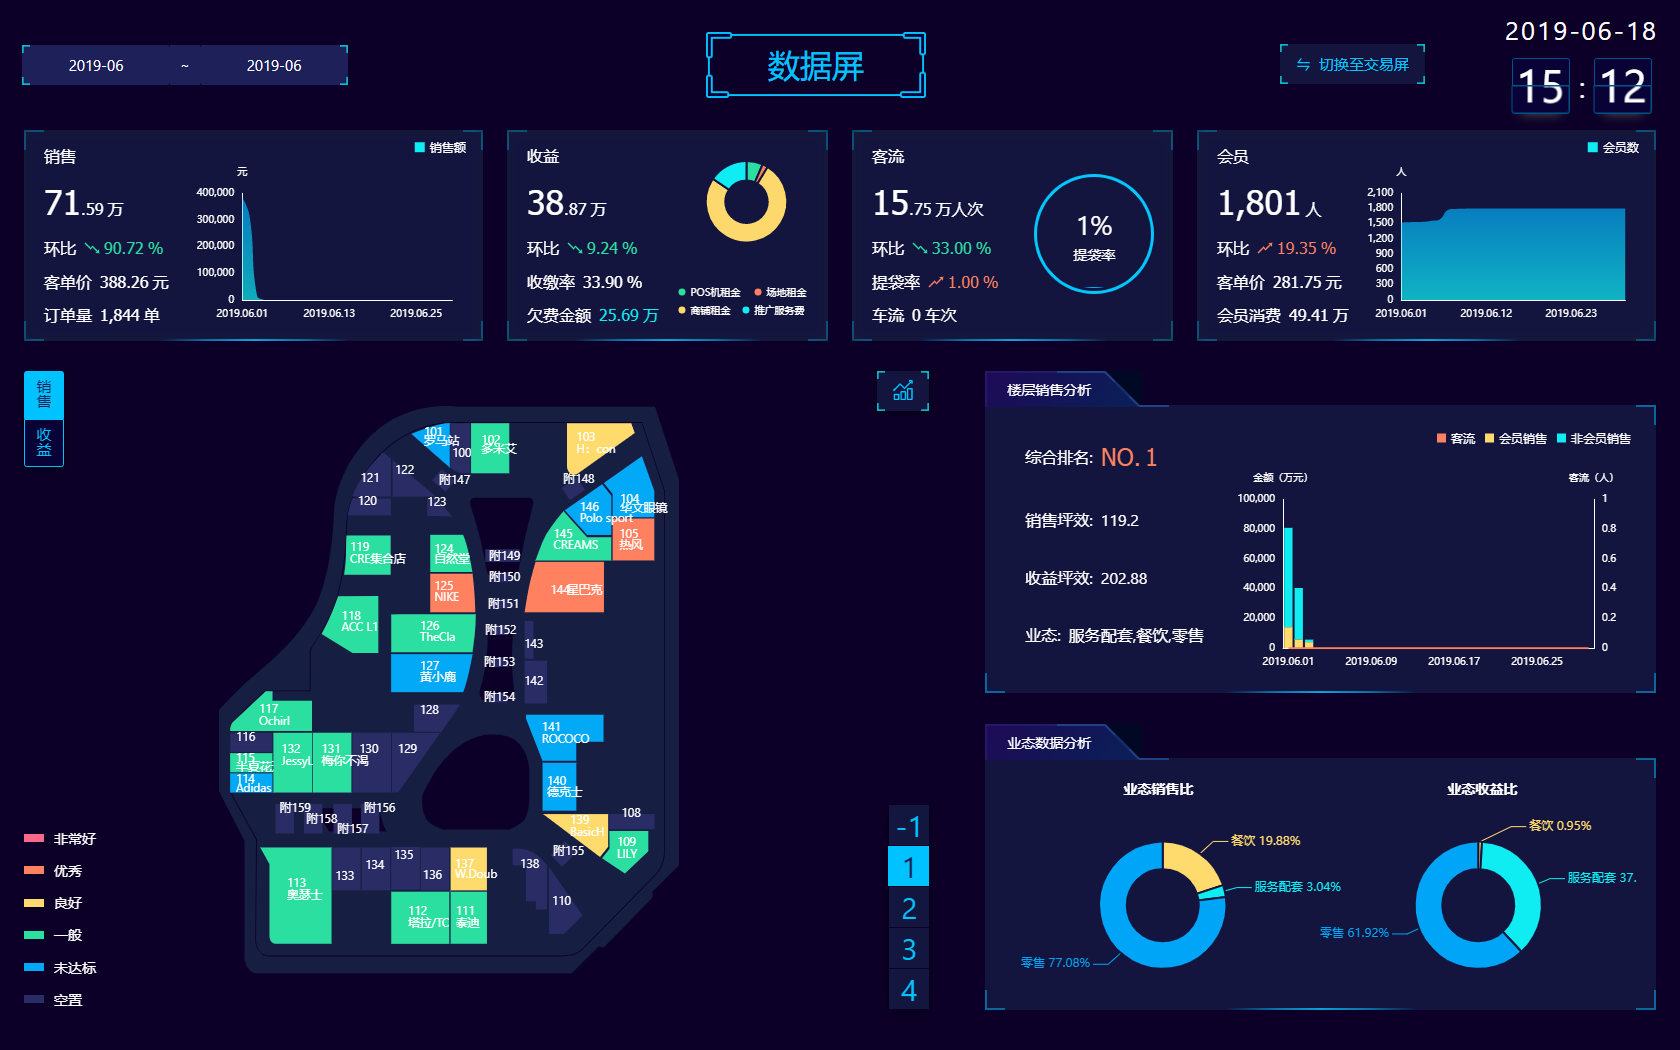 2019-06 ~ 2019-06
数据屏
切换至交易屏
2019-06-18
15 : 12
销售
71.59 万
环比 90.72 %
客单价 388.26 元
订单量 1,844 单
销售额
元
400,000
300,000
200,000
100,000
0
2019.06.01 2019.06.13 2019.06.25
收益
38.87 万
环比 9.24 %
收缴率 33.90 %
欠费金额 25.69 万
POS机租金 场地租金
商铺租金 推广服务费
客流
15.75 万人次
环比 33.00 %
提袋率 1.00 %
车流 0 车次
1%
提袋率
会员
1,801 人
环比 19.35 %
客单价 281.75 元
会员消费 49.41 万
会员数
人
2,100
1,800
1,500
1,200
900
600
300
0
2019.06.01 2019.06.12 2019.06.23
销售
收益
101
罗马站
100
102
多米艾
103
H：con
121
122
附147
附148
120
123
104
华文眼镜
146
Polo sport
145
CREAMS
105
热风
119
CRE集合店
124
自然堂
附149
125
NIKE
附150
144星巴克
附151
118
ACC L1
126
TheCla
附152
143
127
黄小鹿
附153
142
附154
117
Ochirl
128
116
132
JessyL
131
梅你不渴
130
129
141
ROCOCO
115
半夏花
114
Adidas
140
德克士
附159
附158
附157
附156
139
BasicH
108
109
LILY
附155
113
奥瑟士
133
134
135
136
137
W.Doub
138
110
112
塔拉/TC
111
泰迪
非常好
优秀
良好
一般
未达标
空置
-1
1
2
3
4
楼层销售分析
综合排名: NO. 1
销售坪效: 119.2
收益坪效: 202.88
业态: 服务配套,餐饮,零售
客流 会员销售 非会员销售
金额（万元）
客流（人）
100,000
80,000
60,000
40,000
20,000
0
1
0.8
0.6
0.4
0.2
0
2019.06.01 2019.06.09 2019.06.17 2019.06.25
业态数据分析
业态销售比
餐饮 19.88%
服务配套 3.04%
零售 77.08%
业态收益比
餐饮 0.95%
服务配套 37.
零售 61.92%